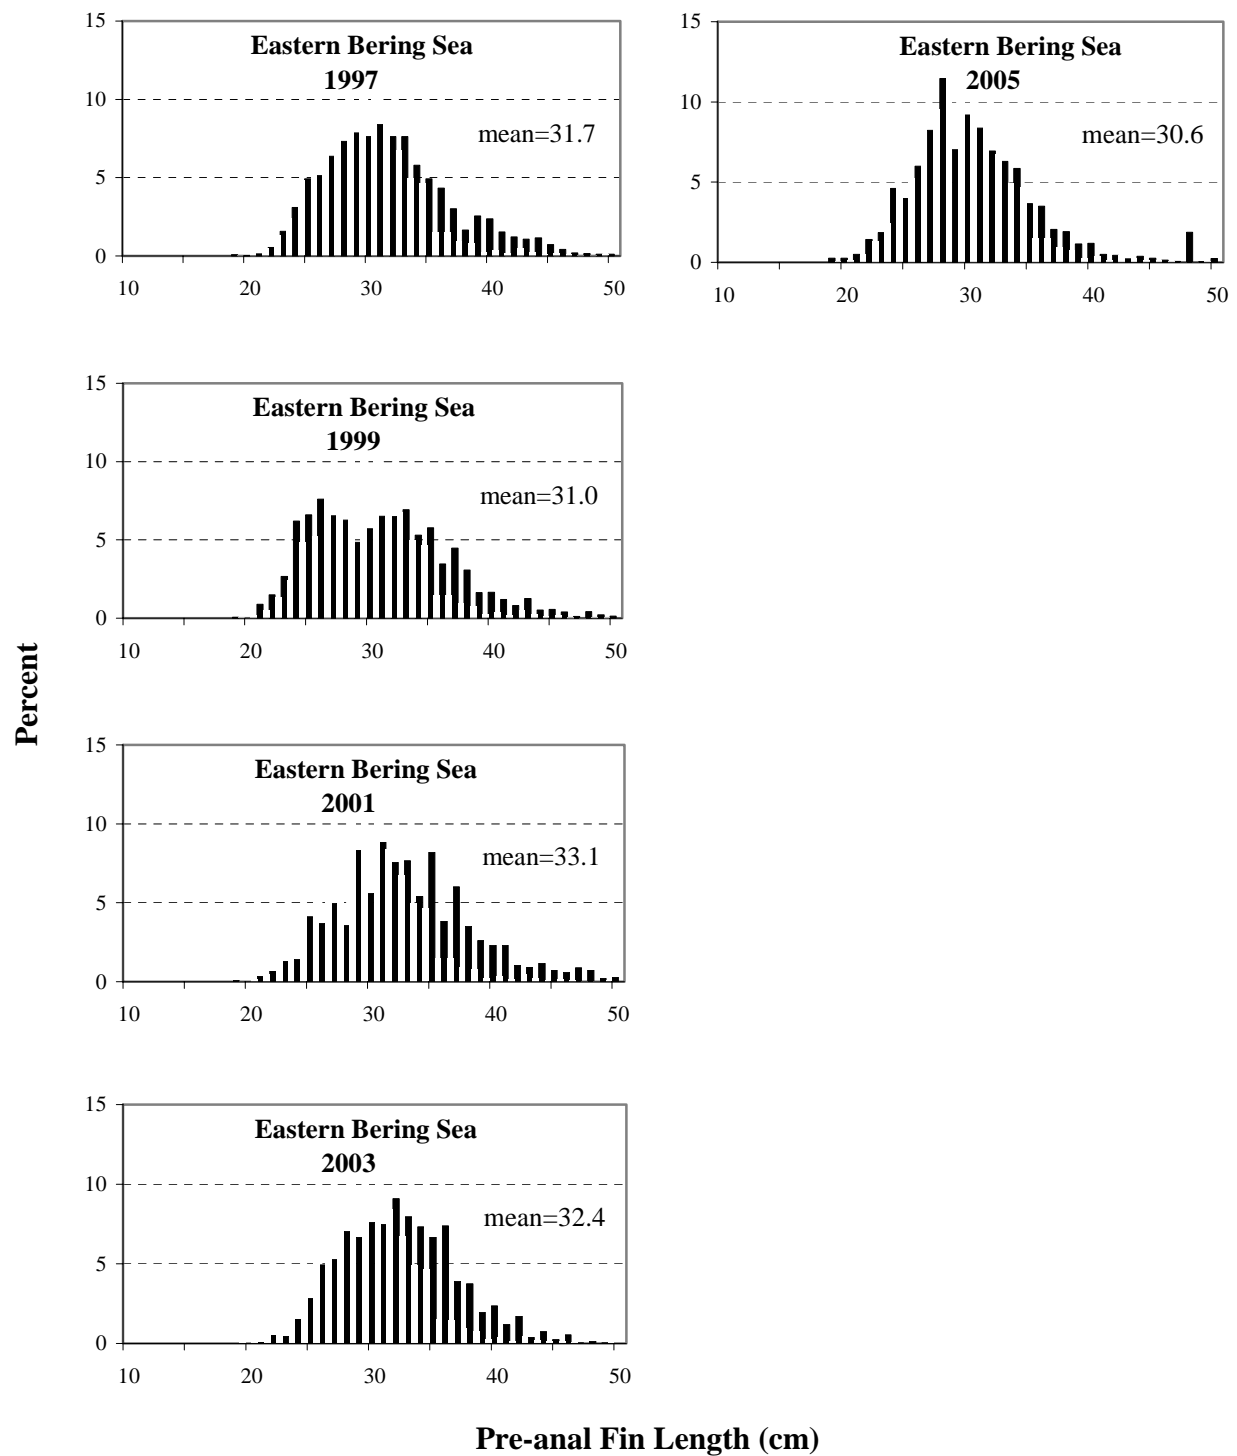 15
Eastern Bering Sea
1997
10
mean=31.7
5
0
10 20 30 40 50
15
Eastern Bering Sea
2005
10
mean=30.6
5
0
10 20 30 40 50
15
Eastern Bering Sea
1999
10
mean=31.0
5
0
10 20 30 40 50
Percent
15
Eastern Bering Sea
2001
10
mean=33.1
5
0
10 20 30 40 50
15
Eastern Bering Sea
2003
10
mean=32.4
5
0
10 20 30 40 50
Pre-anal Fin Length (cm)